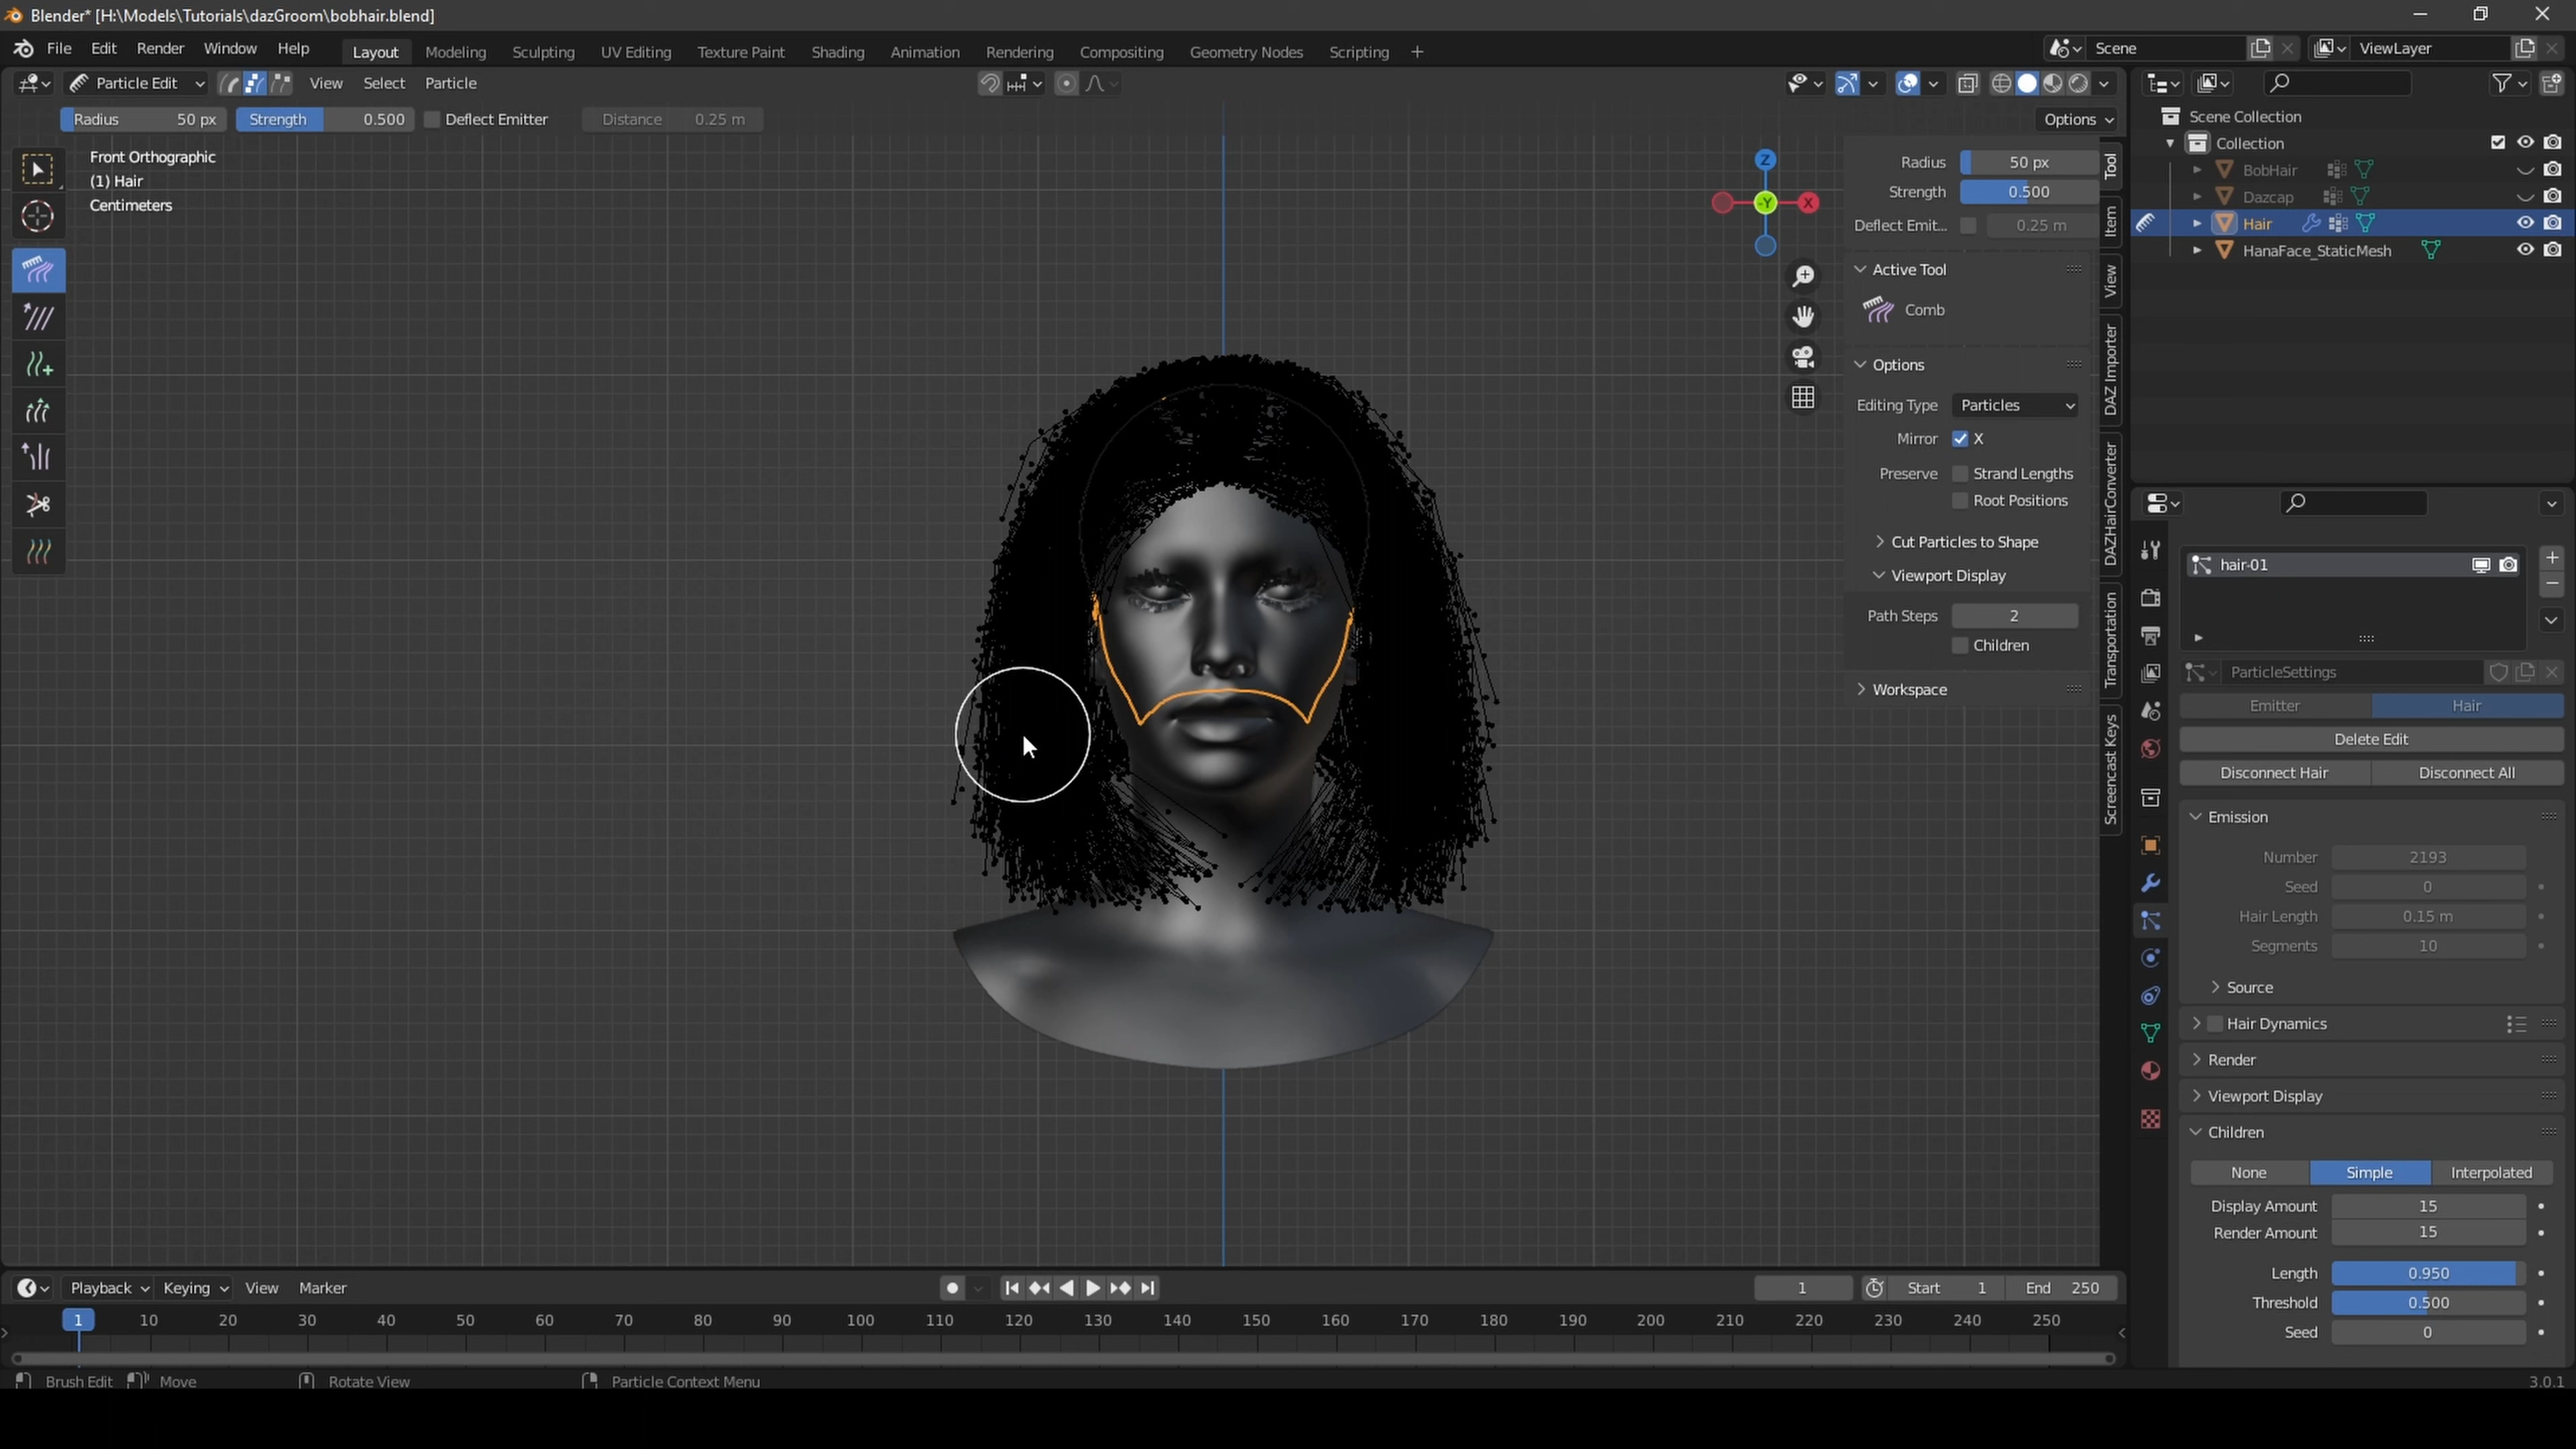 Blender* [H:\Models\Tutorials\dazGroom\bobhair.blend]
File Edit Render Window Help Layout Modeling Sculpting UV Editing Texture Paint Shading Animation Rendering Compositing Geometry Nodes Scripting + Scene ViewLayer
Particle Edit View Select Particle
Radius 50 px Strength 0.500 Deflect Emitter Distance 0.25 m Options
Front Orthographic
(1) Hair
Centimeters
Z
-Y
X
Radius 50 px
Strength 0.500
Deflect Emit... 0.25 m
Active Tool
Comb
Options
Editing Type Particles
Mirror X
Preserve Strand Lengths
Root Positions
Cut Particles to Shape
Viewport Display
Path Steps 2
Children
Workspace
Tool
Item
View
DAZ Importer
DAZHairConverter
Transportation
Screencast Keys
Scene Collection
Collection
BobHair
Dazcap
Hair
HanaFace_StaticMesh
hair-01
ParticleSettings
Emitter Hair
Delete Edit
Disconnect Hair Disconnect All
Emission
Number 2193
Seed 0
Hair Length 0.15 m
Segments 10
Source
Hair Dynamics
Render
Viewport Display
Children
None Simple Interpolated
Display Amount 15
Render Amount 15
Length 0.950
Threshold 0.500
Seed 0
Playback Keying View Marker 1 Start 1 End 250
1 10 20 30 40 50 60 70 80 90 100 110 120 130 140 150 160 170 180 190 200 210 220 230 240 250
Brush Edit Move Rotate View Particle Context Menu 3.0.1